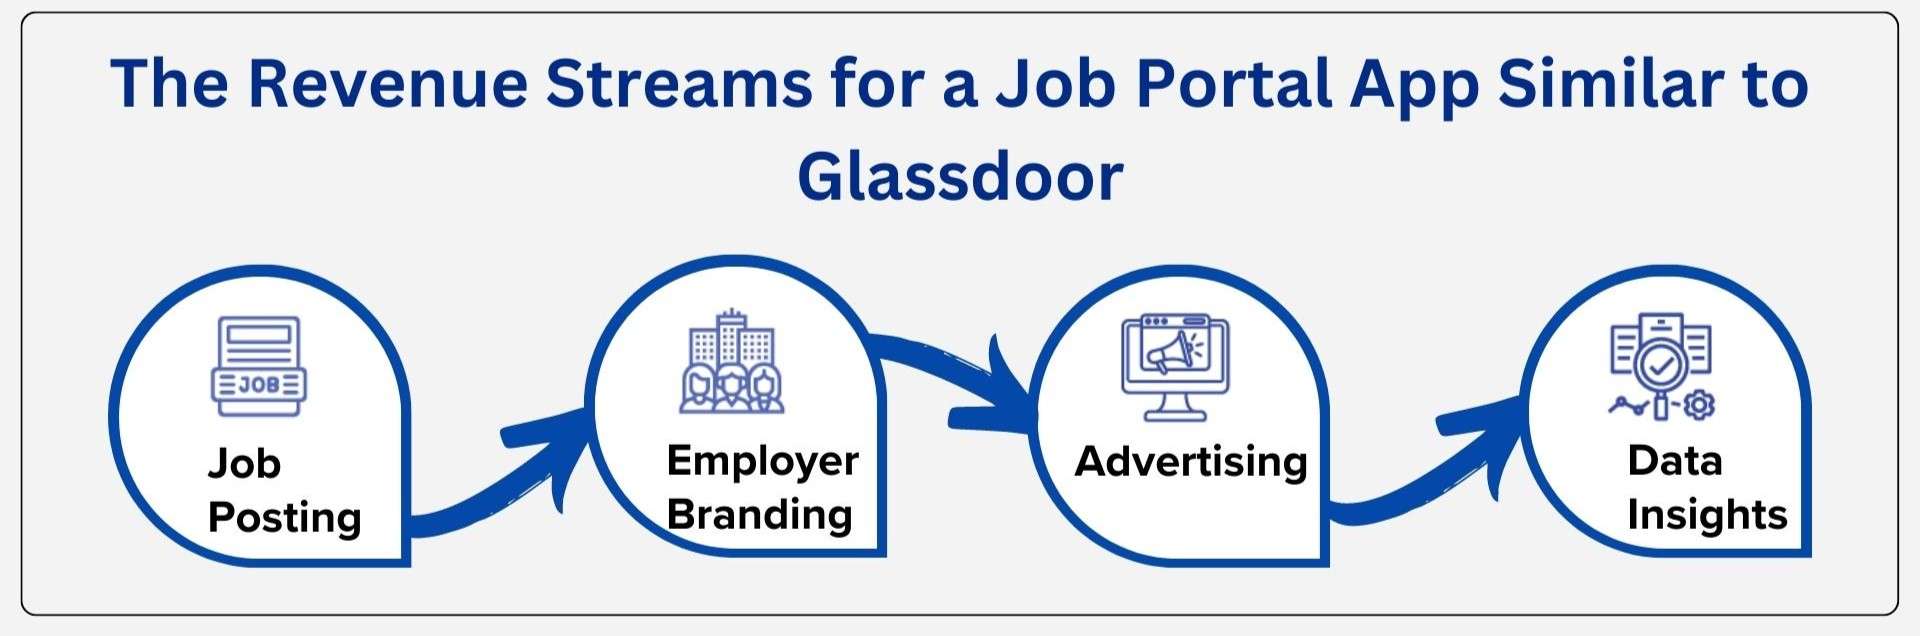 The Revenue Streams for a Job Portal App Similar to
Glassdoor
JOB
Job
Posting
Employer
Branding
Advertising
Data
Insights